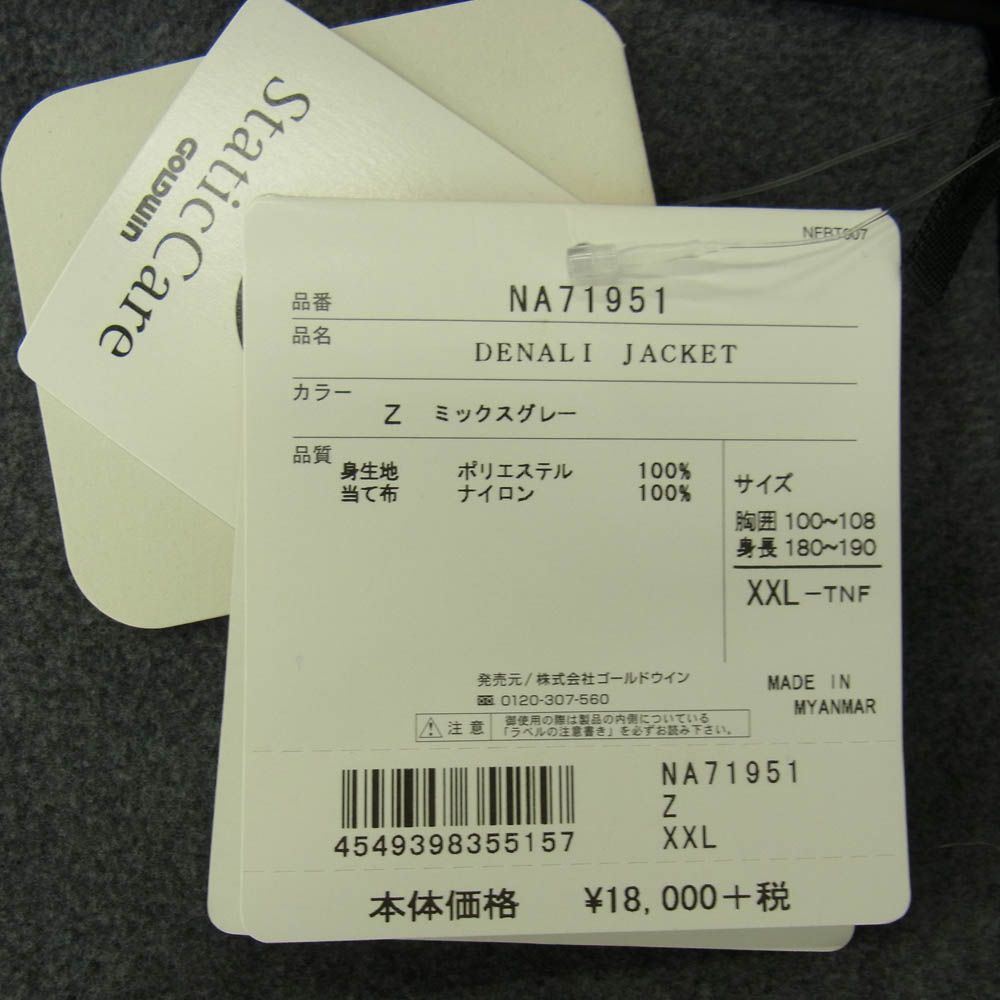 StaticCare
GOLDWIN
品番 NA71951
品名 DENALI JACKET
カラー Z ミックスグレー
品質 身生地 ポリエステル 100%
当て布 ナイロン 100%
サイズ
胸囲 100~108
身長 180~190
XXL-TNF
発売元/株式会社ゴールドウイン
0120-307-560
MADE IN
MYANMAR
注意 御使用の際は製品の内側についている
「ラベルの注意書き」を必ずお読み下さい。
4549398355157
NA71951
Z
XXL
本体価格 ¥18,000+税